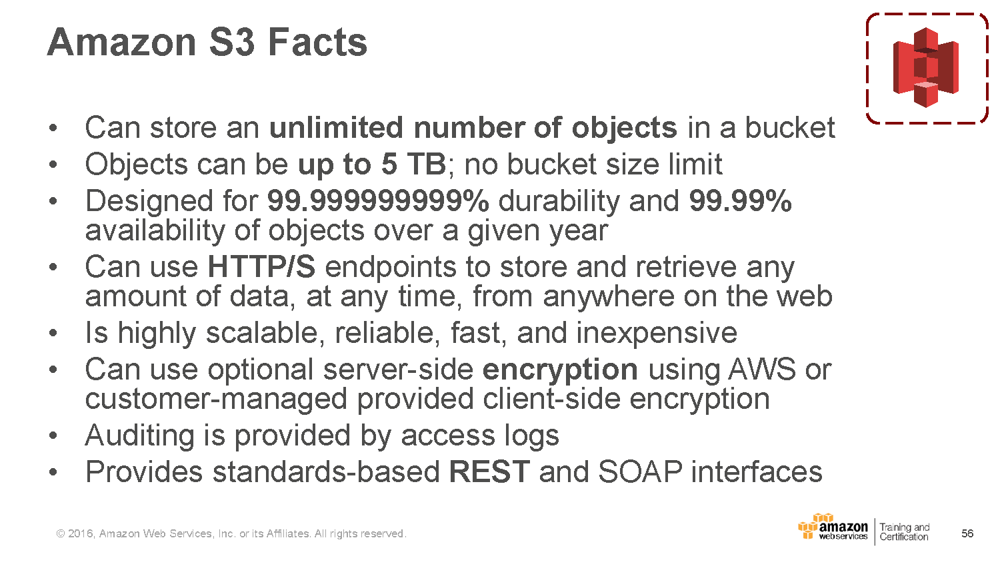 Amazon S3 Facts
• Can store an unlimited number of objects in a bucket
• Objects can be up to 5 TB; no bucket size limit
• Designed for 99.999999999% durability and 99.99%
availability of objects over a given year
• Can use HTTP/S endpoints to store and retrieve any
amount of data, at any time, from anywhere on the web
• Is highly scalable, reliable, fast, and inexpensive
• Can use optional server-side encryption using AWS or
customer-managed provided client-side encryption
• Auditing is provided by access logs
• Provides standards-based REST and SOAP interfaces
© 2016, Amazon Web Services, Inc. or its Affiliates. All rights reserved.
amazon
web services
Training and
Certification
56